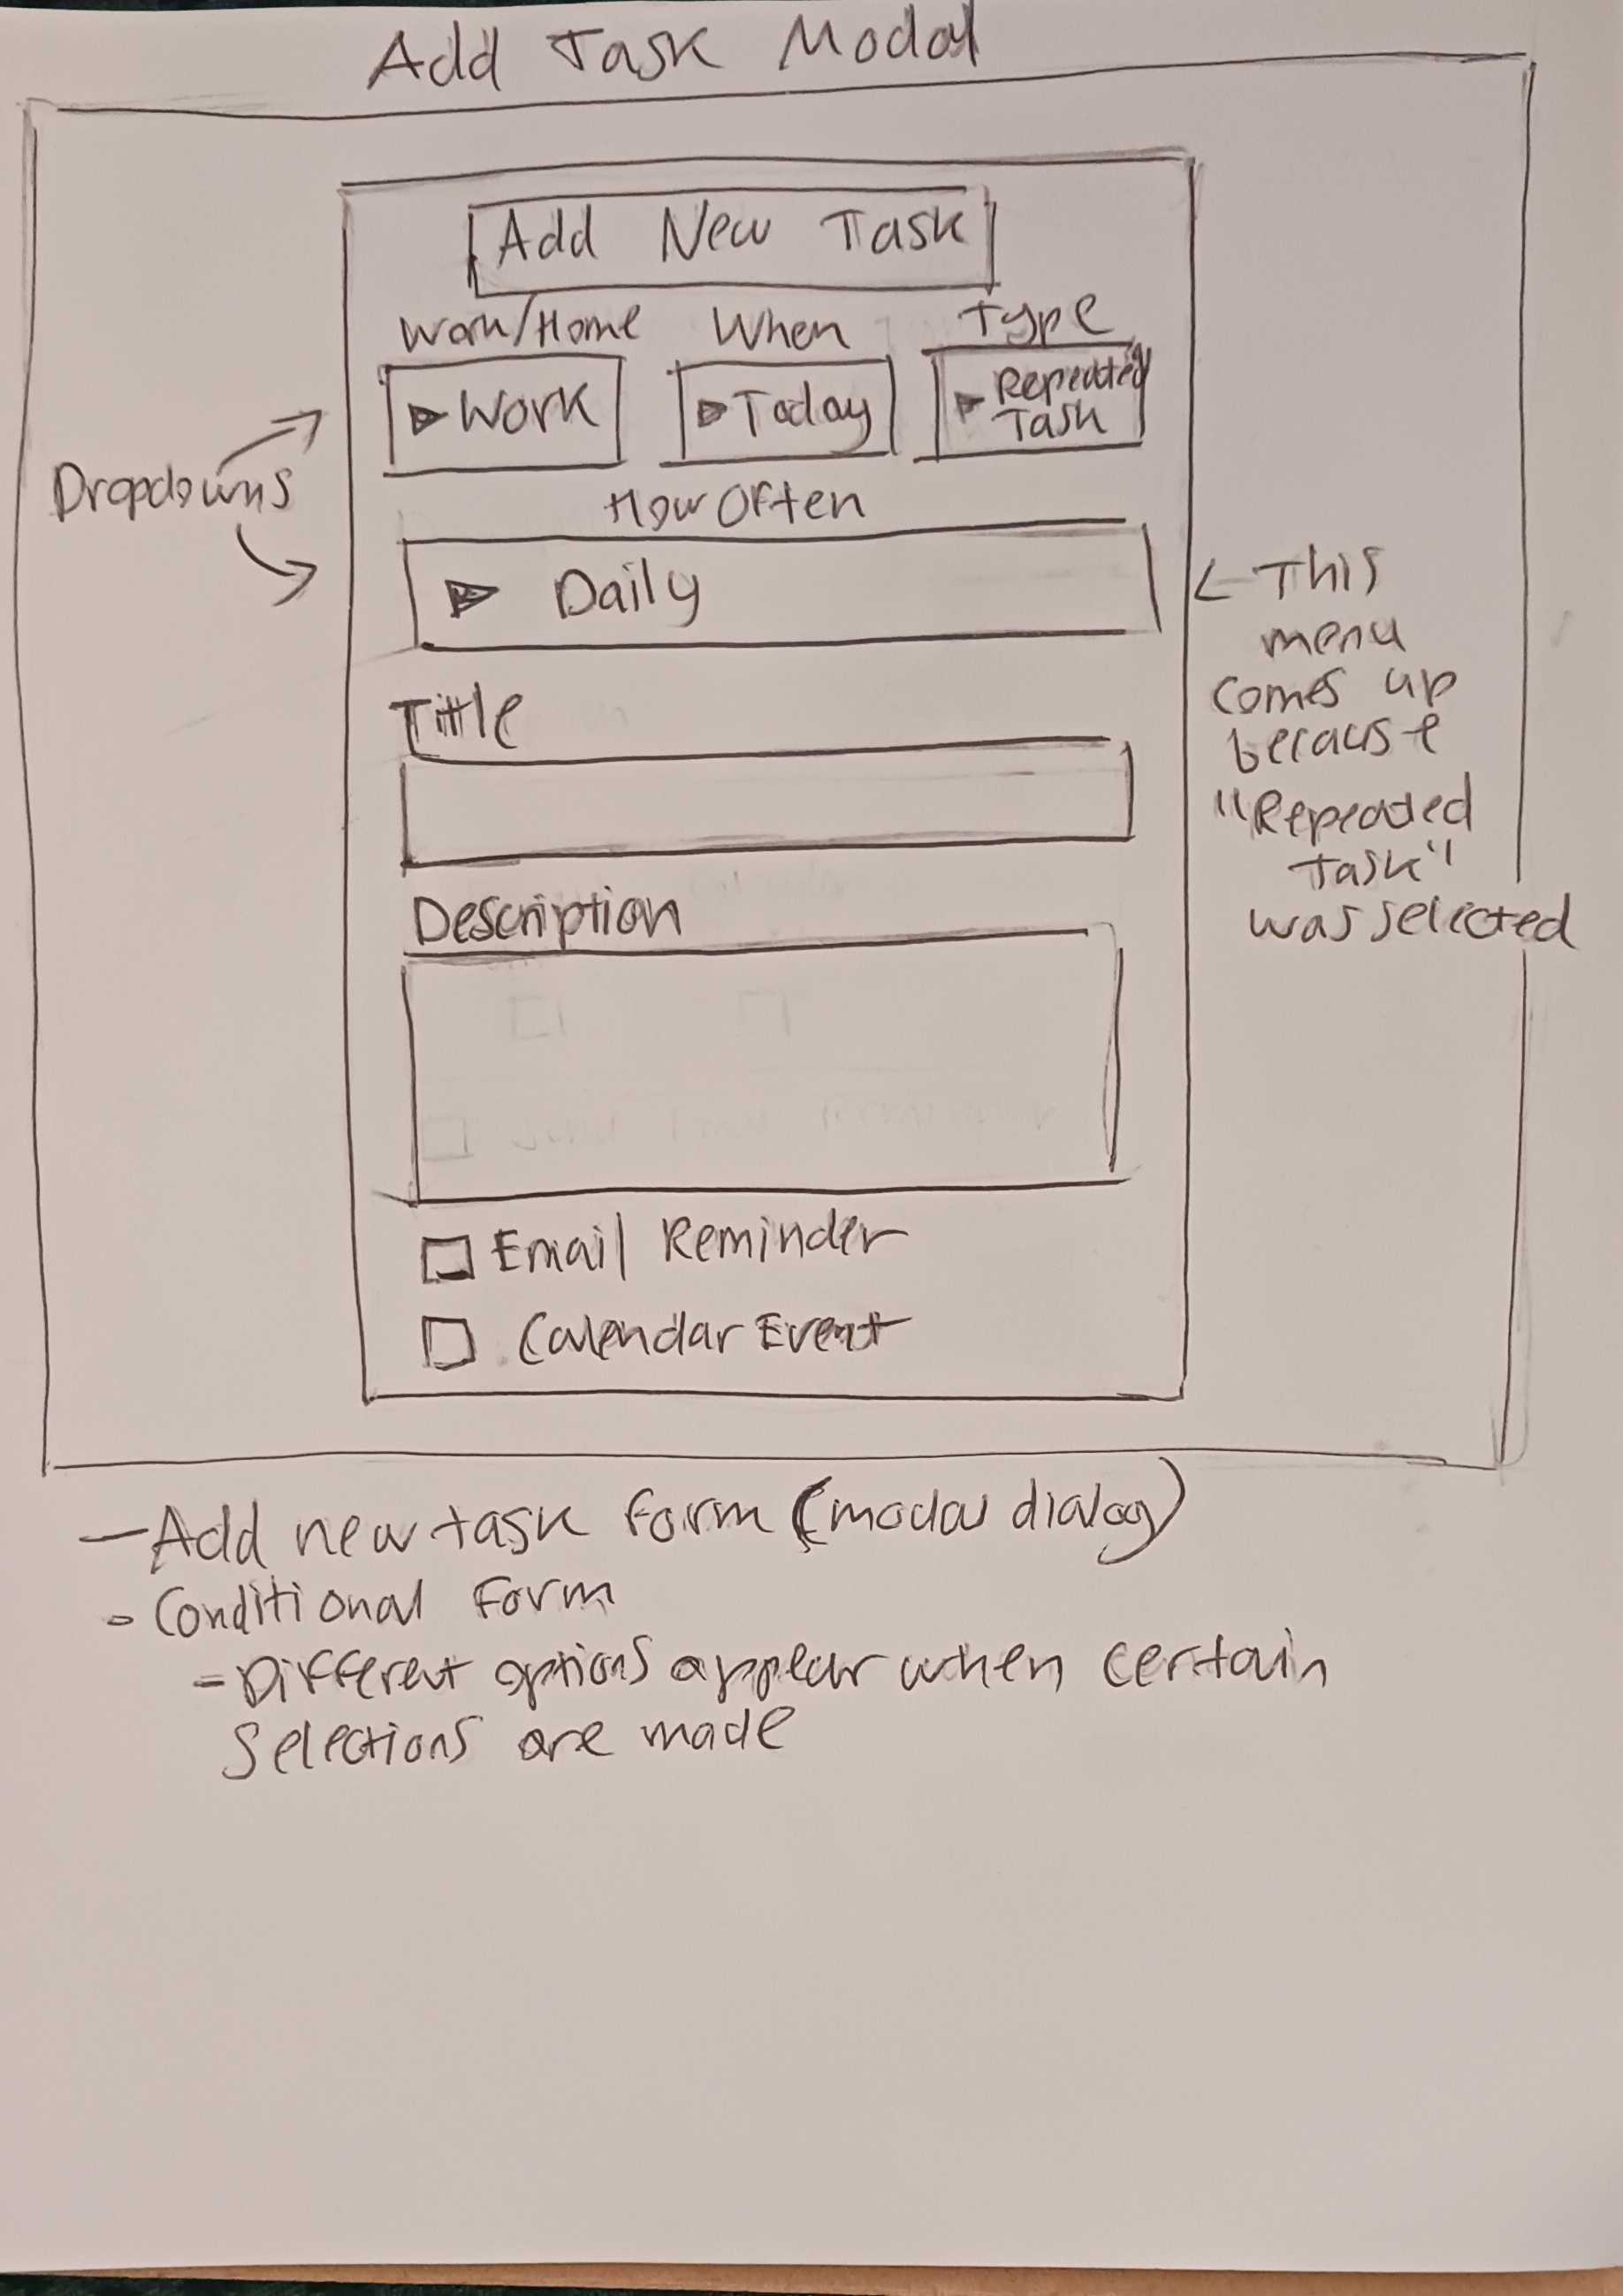 Add Task Modal
Add New Task
Work/Home When Type
Work Today Repeated
Task
Dropdowns
How Often
Daily
This
menu
comes up
because
"Repeated
Task"
was selected
Title
Description
Email Reminder
Calendar Event
- Add new task form (modal dialog)
- Conditional Form
- Different options appear when certain
selections are made